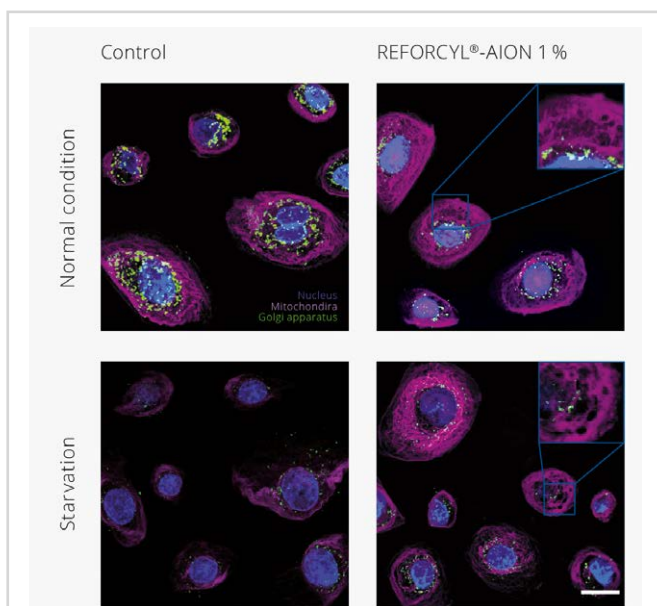 Control
REFORCYL®-AION 1 %
Normal condition
Nucleus
Mitochondira
Golgi apparatus
Starvation